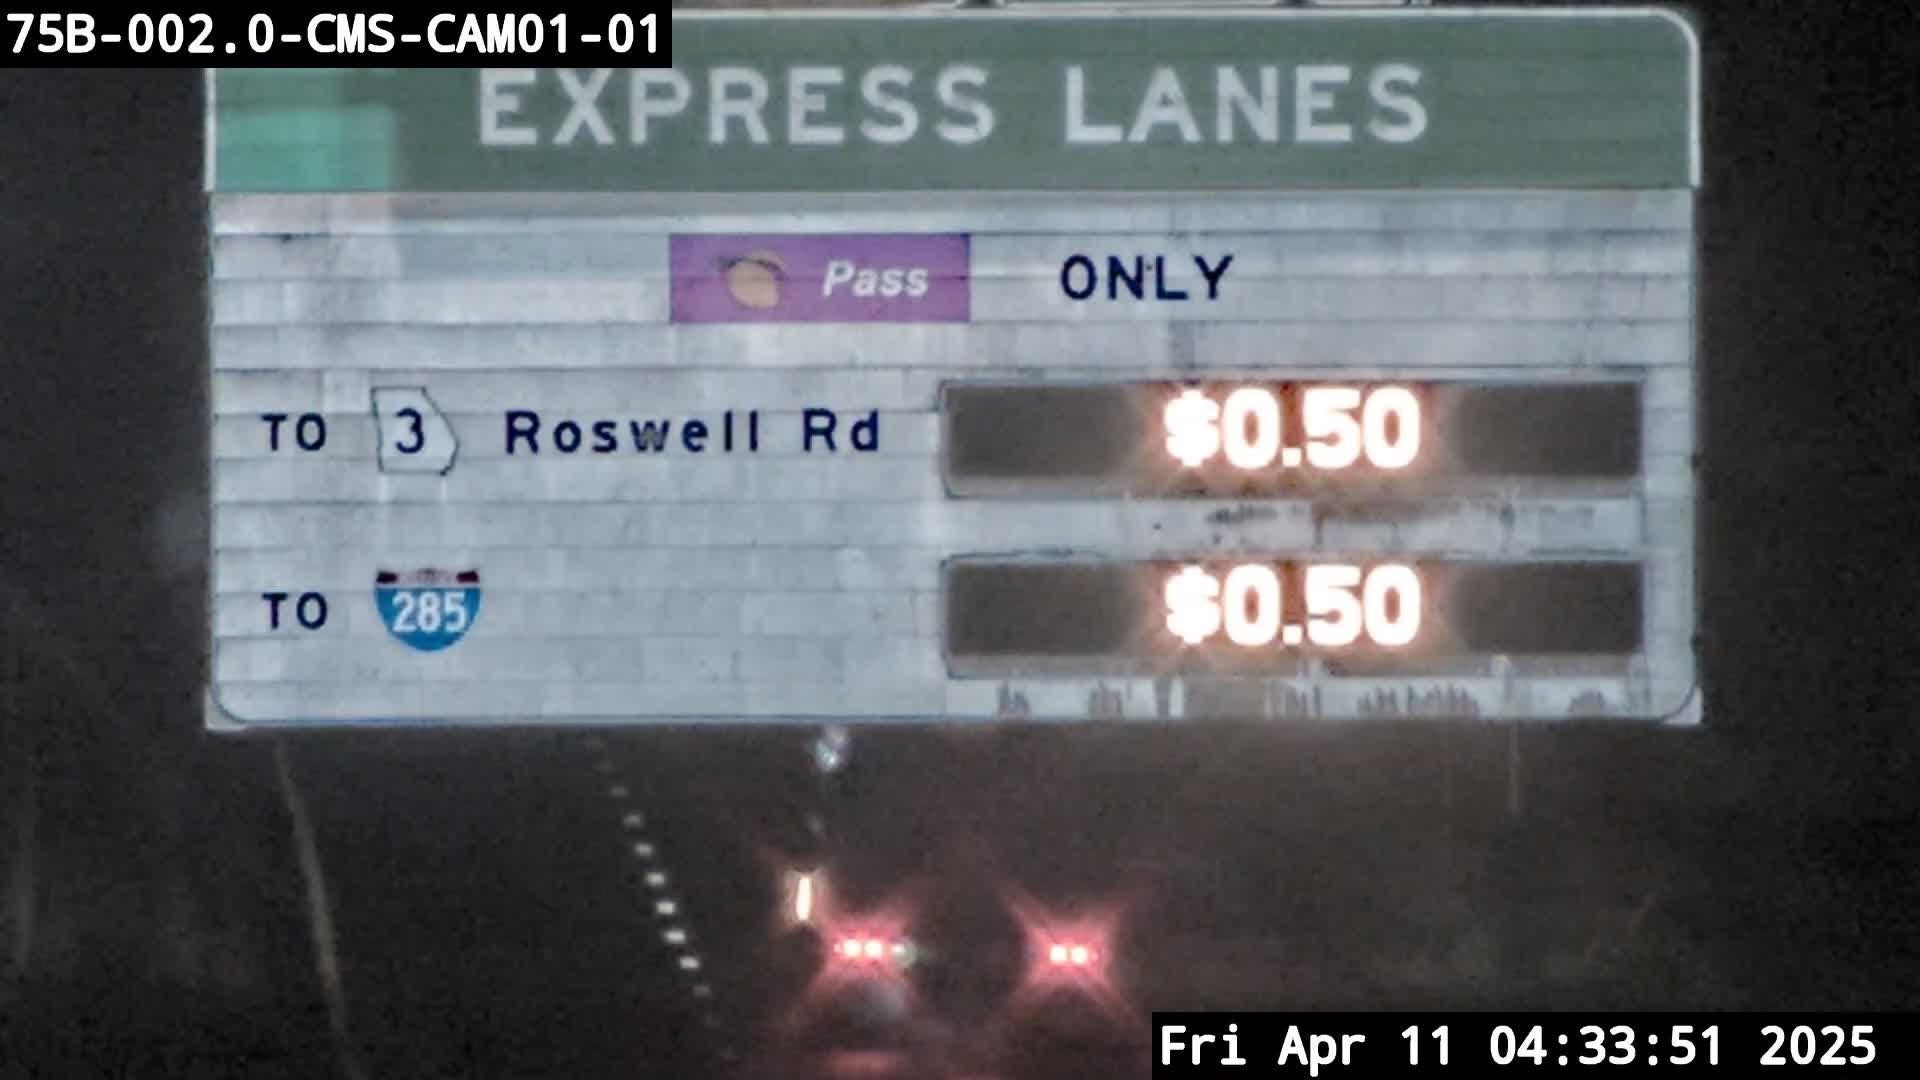 75B-002.0-CMS-CAM01-01
EXPRESS LANES
Pass ONLY
TO 3 Roswell Rd $0.50
TO 285 $0.50
Fri Apr 11 04:33:51 2025